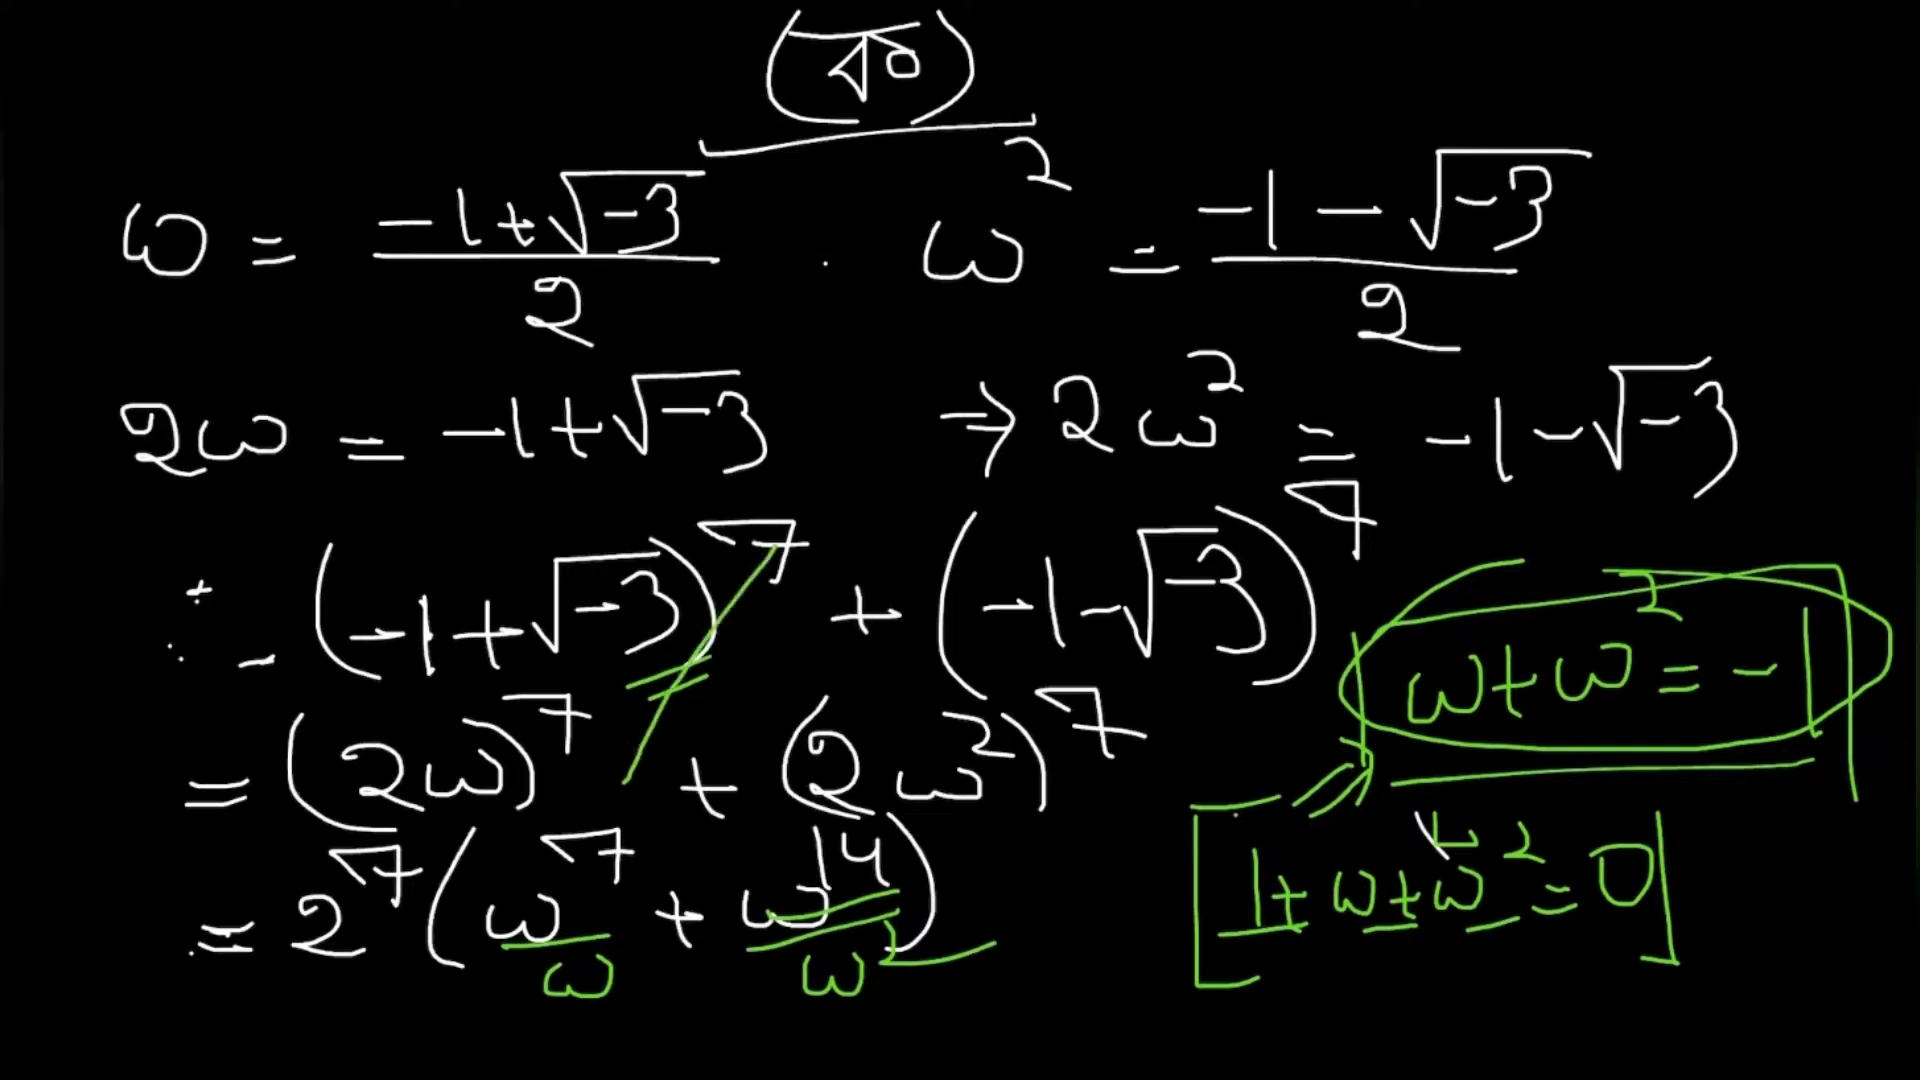 (क)
ω = (-1+√-3)/2 . ω² = (-1-√-3)/2
2ω = -1+√-3 ⇒ 2ω² = -1-√-3
∴ (-1+√-3)⁷ + (-1-√-3)⁷
ω+ω² = -1
= (2ω)⁷ + (2ω²)⁷
= 2⁷(ω⁷ + ω¹⁴)
ω ω²
[1+ω+ω² = 0]